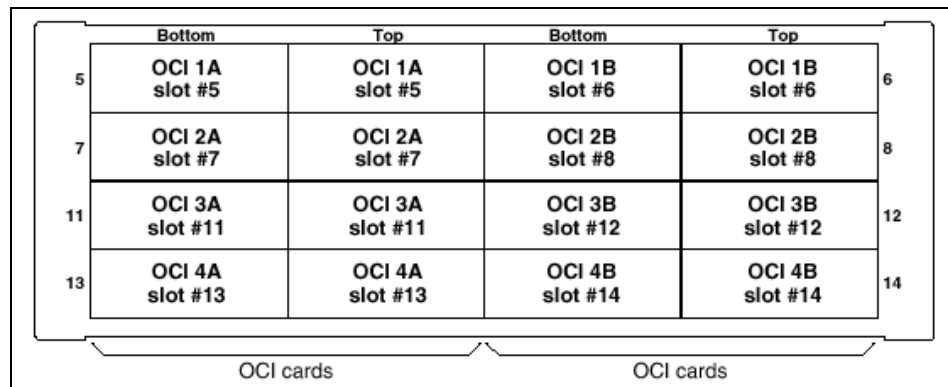 Bottom Top Bottom Top
5 OCI 1A OCI 1A OCI 1B OCI 1B 6
slot #5 slot #5 slot #6 slot #6
7 OCI 2A OCI 2A OCI 2B OCI 2B 8
slot #7 slot #7 slot #8 slot #8
11 OCI 3A OCI 3A OCI 3B OCI 3B 12
slot #11 slot #11 slot #12 slot #12
13 OCI 4A OCI 4A OCI 4B OCI 4B 14
slot #13 slot #13 slot #14 slot #14
OCI cards OCI cards